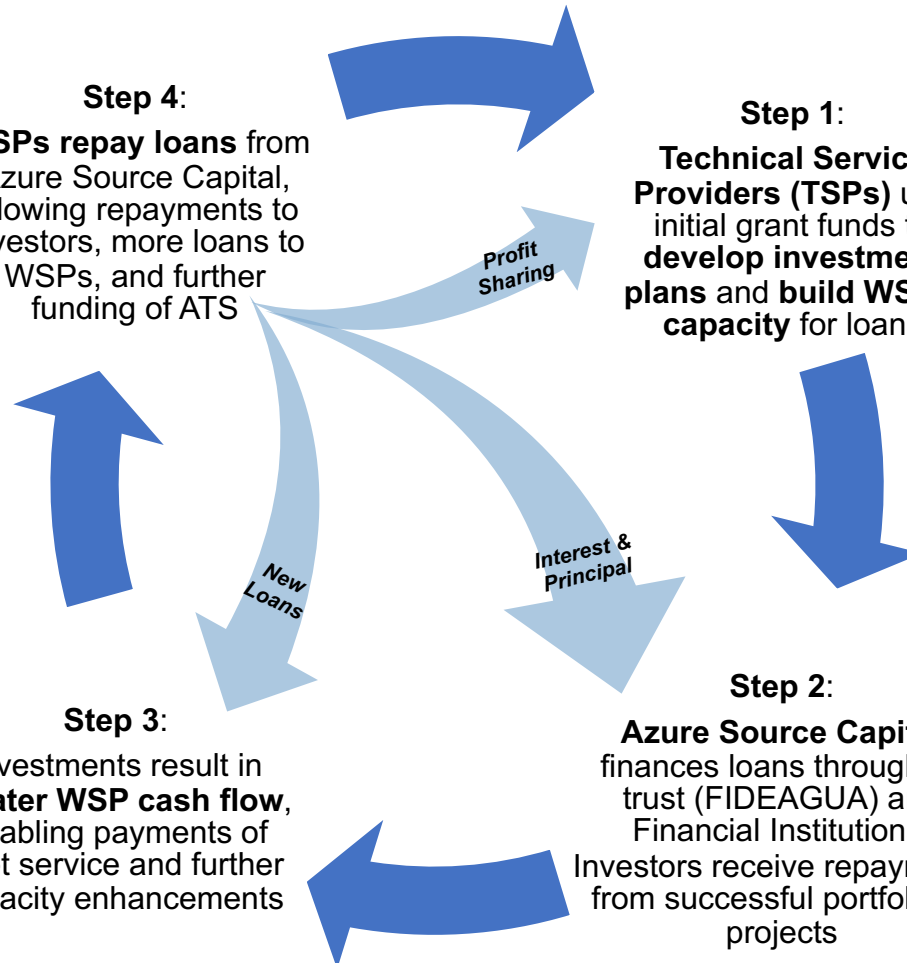 Step 4:
SPs repay loans from
zure Source Capital,
lowing repayments to
vestors, more loans to
WSPs, and further
funding of ATS
Step 1:
Technical Servic
Providers (TSPs) u
initial grant funds t
develop investme
plans and build WS
capacity for loan
Profit
Sharing
Interest &
Principal
New
Loans
Step 2:
Azure Source Capit
finances loans through
trust (FIDEAGUA) a
Financial Institution
Investors receive repaym
from successful portfol
projects
Step 3:
vestments result in
ater WSP cash flow,
abling payments of
t service and further
acity enhancements